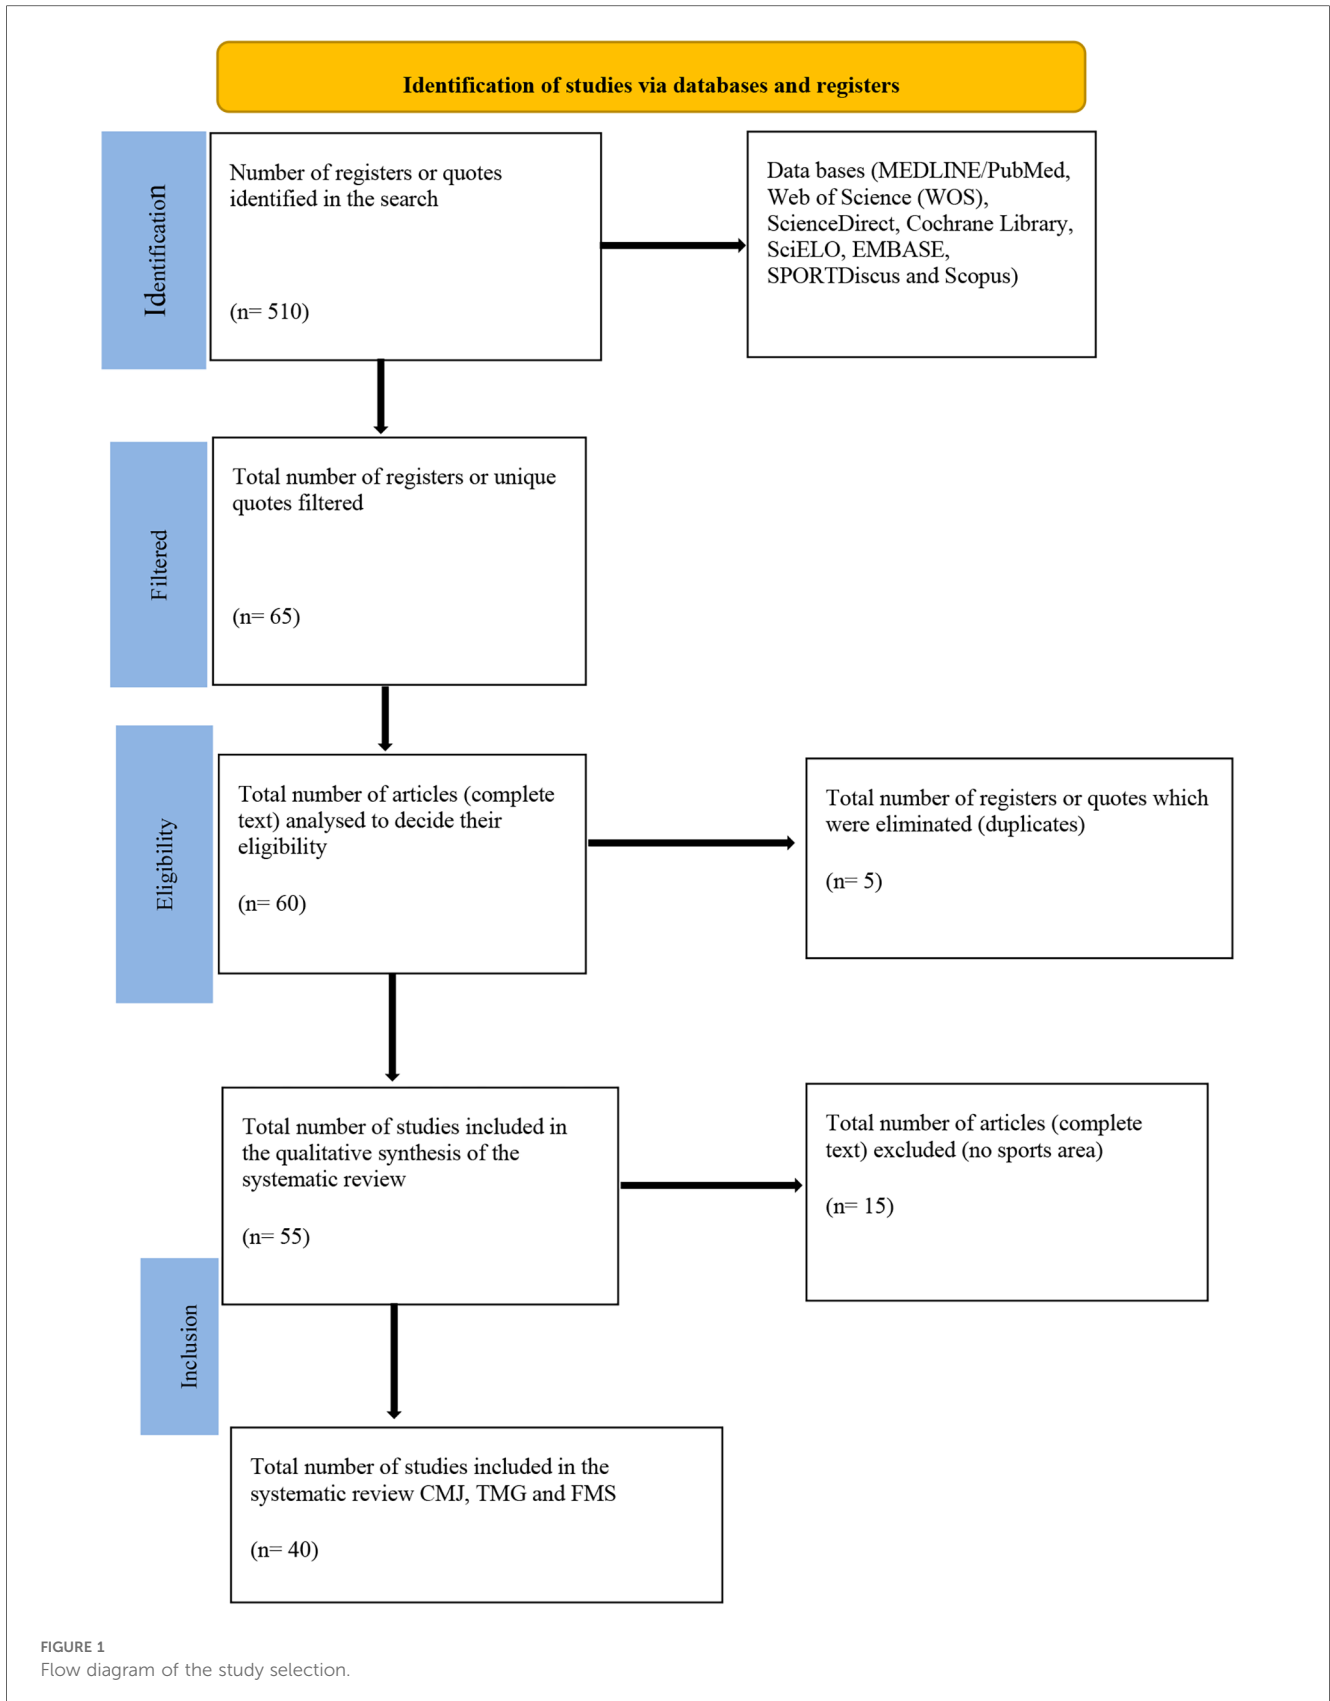 Identification of studies via databases and registers
Identification
Number of registers or quotes
identified in the search
(n= 510)
Data bases (MEDLINE/PubMed,
Web of Science (WOS),
ScienceDirect, Cochrane Library,
SciELO, EMBASE,
SPORTDiscus and Scopus)
Filtered
Total number of registers or unique
quotes filtered
(n= 65)
Eligibility
Total number of articles (complete
text) analysed to decide their
eligibility
(n= 60)
Total number of registers or quotes which
were eliminated (duplicates)
(n= 5)
Total number of studies included in
the qualitative synthesis of the
systematic review
(n= 55)
Total number of articles (complete
text) excluded (no sports area)
(n= 15)
Inclusion
Total number of studies included in the
systematic review CMJ, TMG and FMS
(n= 40)
FIGURE 1
Flow diagram of the study selection.